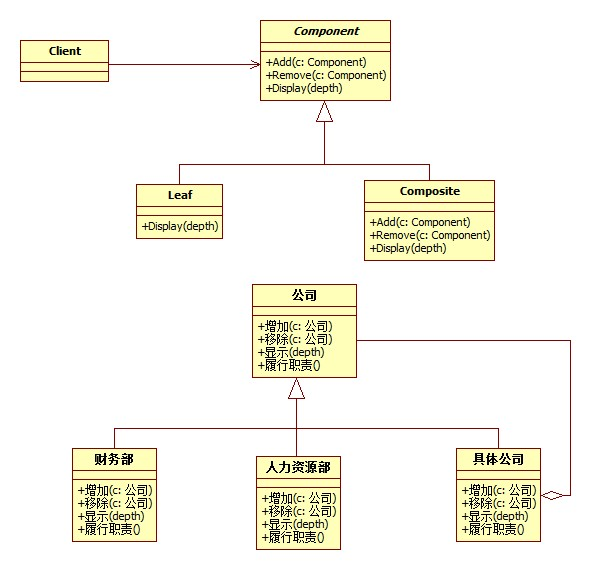 Component
Client
+Add(c: Component)
+Remove(c: Component)
+Display(depth)
Leaf
+Display(depth)
Composite
+Add(c: Component)
+Remove(c: Component)
+Display(depth)
公司
+增加(c: 公司)
+移除(c: 公司)
+显示(depth)
+履行职责()
财务部
+增加(c: 公司)
+移除(c: 公司)
+显示(depth)
+履行职责()
人力资源部
+增加(c: 公司)
+移除(c: 公司)
+显示(depth)
+履行职责()
具体公司
+增加(c: 公司)
+移除(c: 公司)
+显示(depth)
+履行职责()